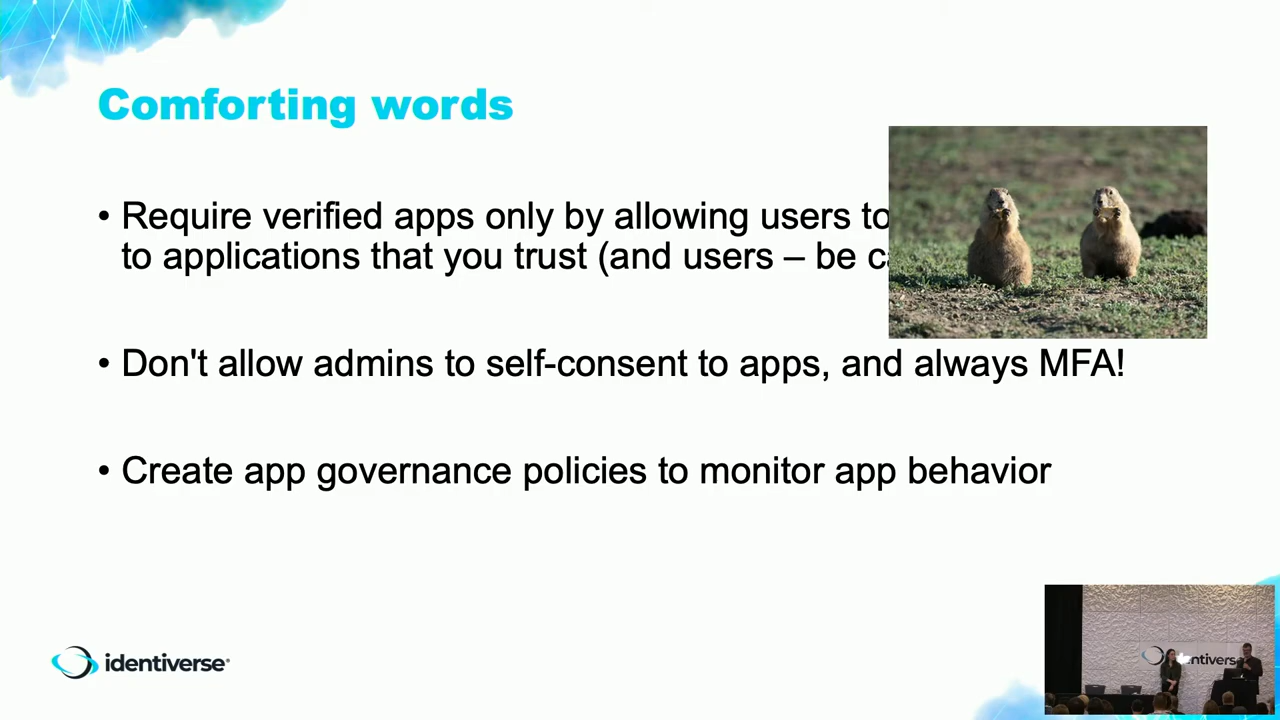 Comforting words
• Require verified apps only by allowing users to
to applications that you trust (and users – be
• Don't allow admins to self-consent to apps, and always MFA!
• Create app governance policies to monitor app behavior
identiverse®